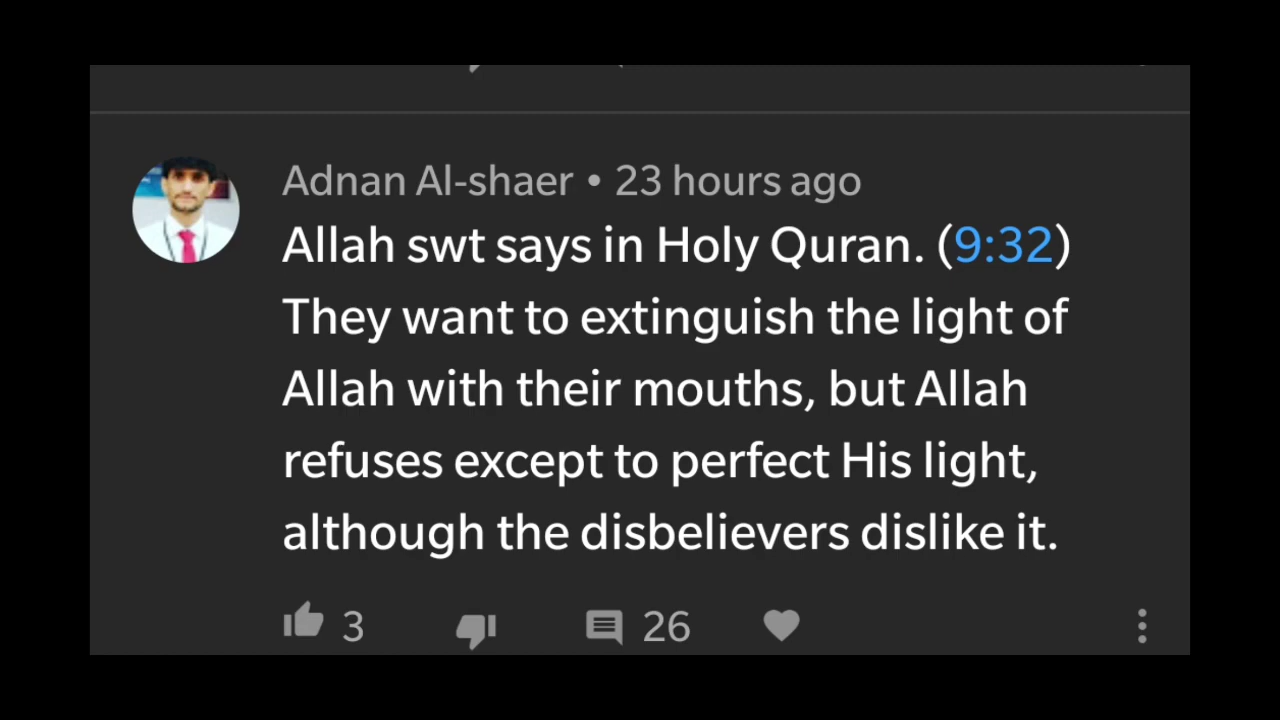 Adnan Al-shaer • 23 hours ago
Allah swt says in Holy Quran. (9:32)
They want to extinguish the light of
Allah with their mouths, but Allah
refuses except to perfect His light,
although the disbelievers dislike it.
3 26